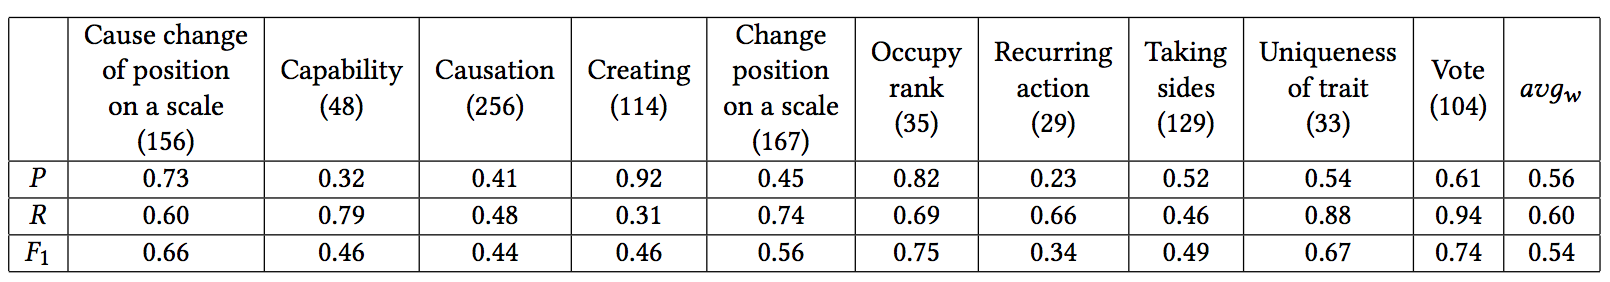 Cause change of position on a scale (156) Capability (48) Causation (256) Creating (114) Change position on a scale (167) Occupy rank (35) Recurring action (29) Taking sides (129) Uniqueness of trait (33) Vote (104) avg_w
P 0.73 0.32 0.41 0.92 0.45 0.82 0.23 0.52 0.54 0.61 0.56
R 0.60 0.79 0.48 0.31 0.74 0.69 0.66 0.46 0.88 0.94 0.60
F1 0.66 0.46 0.44 0.46 0.56 0.75 0.34 0.49 0.67 0.74 0.54